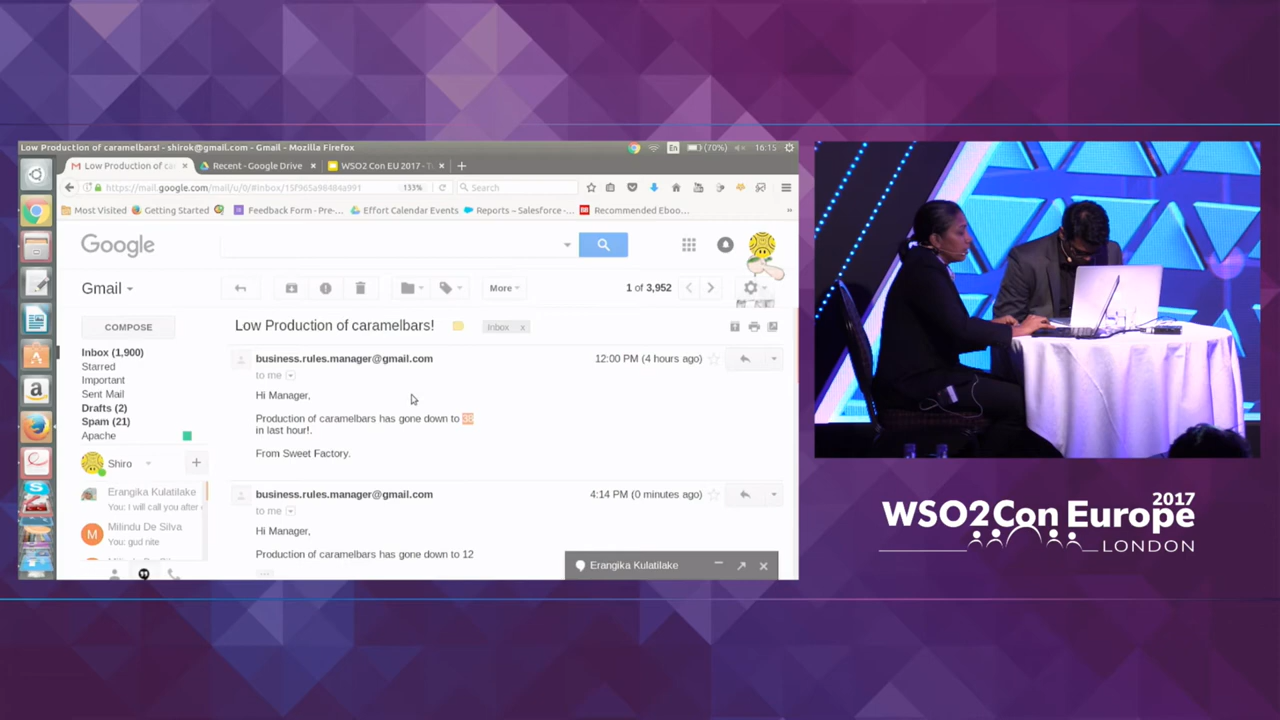 Low Production of caramelbars! - shirok@gmail.com - Gmail - Mozilla Firefox
En
(70%)
16:15
Low Production of ca
Recent - Google Drive
WSO2 Con EU 2017 - T
https://mail.google.com/mail/u/0/#inbox/15f965a98484a991
133%
Search
Most Visited
Getting Started
Feedback Form - Pre-...
Effort Calendar Events
Reports – Salesforce -...
Recommended Eboo...
Google
Gmail
More
1 of 3,952
COMPOSE
Low Production of caramelbars!
Inbox x
Inbox (1,900)
Starred
Important
Sent Mail
Drafts (2)
Spam (21)
Apache
business.rules.manager@gmail.com
12:00 PM (4 hours ago)
to me
Hi Manager,
Production of caramelbars has gone down to 38
in last hour!.
From Sweet Factory.
Shiro
Erangika Kulatilake
You: I will call you after
Milindu De Silva
You: gud nite
business.rules.manager@gmail.com
4:14 PM (0 minutes ago)
to me
Hi Manager,
Production of caramelbars has gone down to 12
Erangika Kulatilake
2017
WSO2Con Europe
LONDON